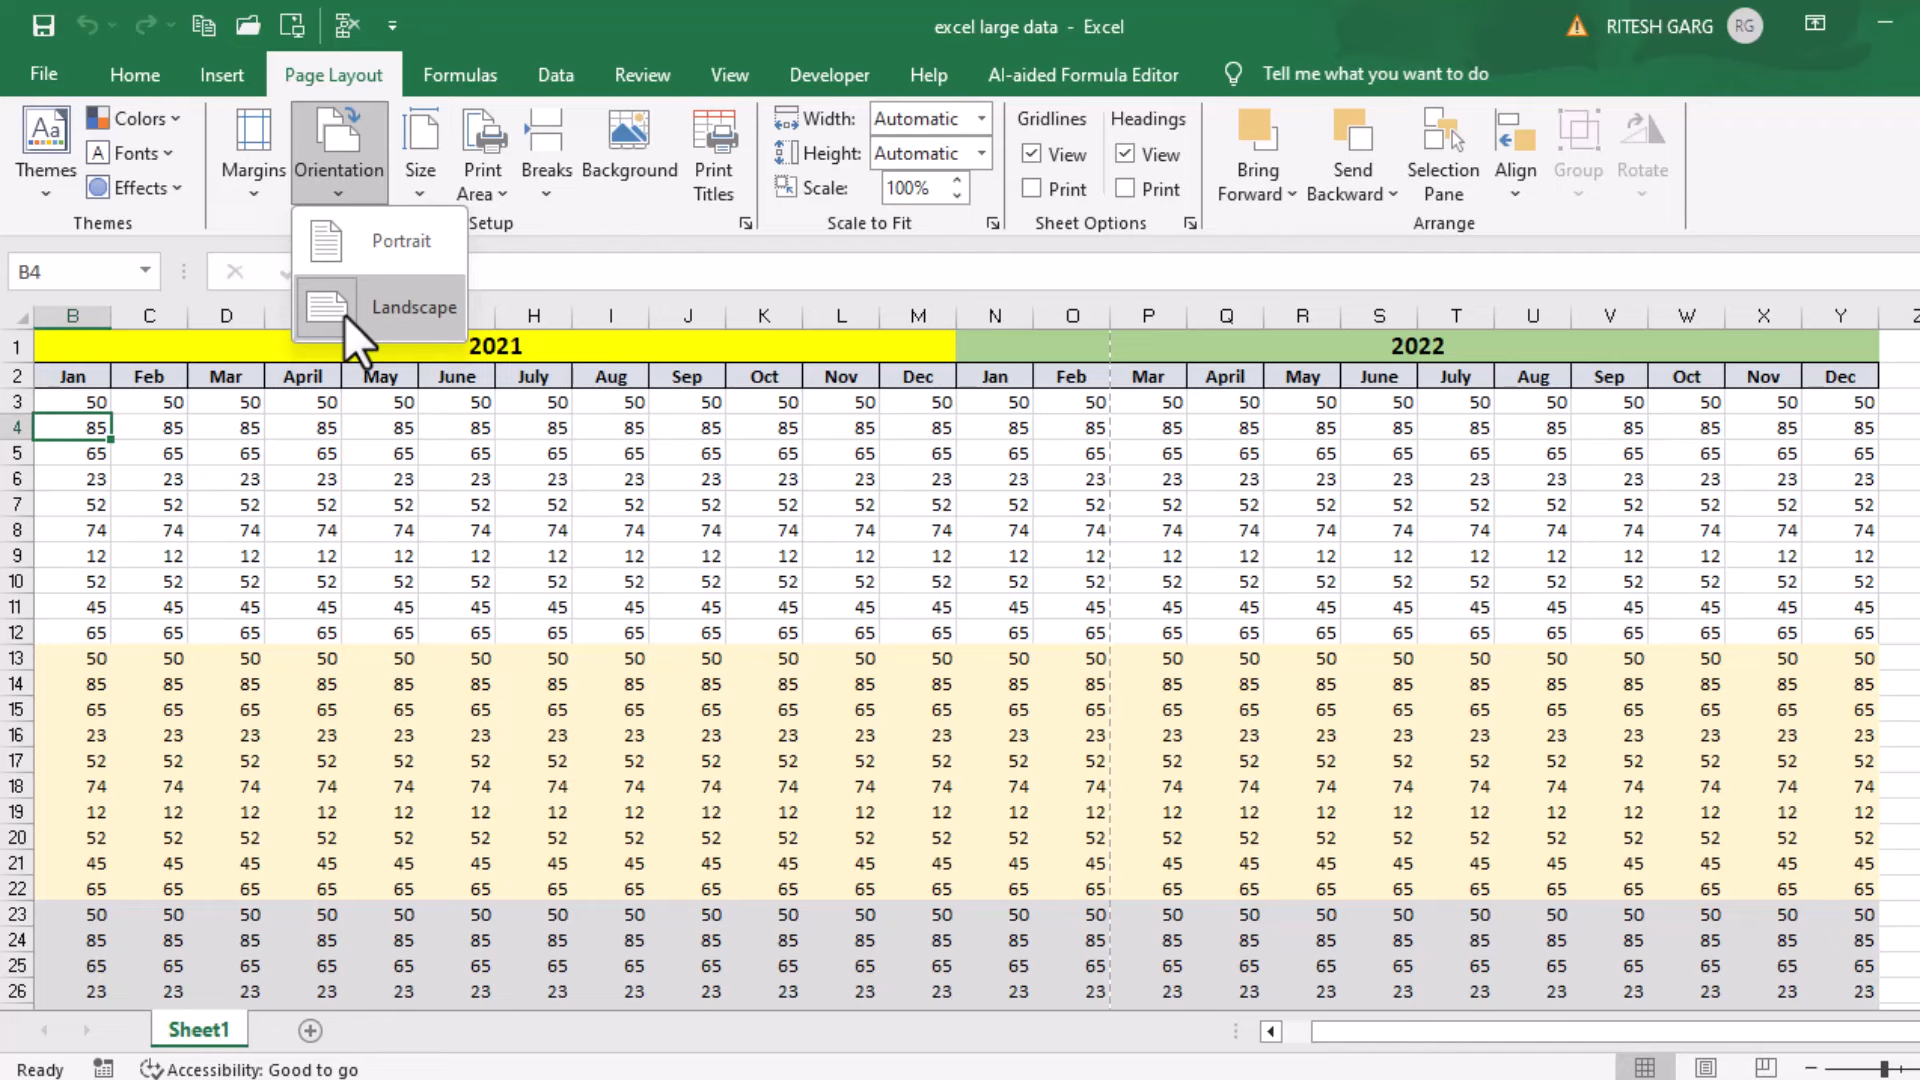 excel large data - Excel
RITESH GARG RG
File Home Insert Page Layout Formulas Data Review View Developer Help AI-aided Formula Editor Tell me what you want to do
Themes
Colors
Fonts
Effects
Themes
Margins
Orientation
Size
Print
Area
Breaks
Background
Print
Titles
Setup
Portrait
Landscape
Width: Automatic
Height: Automatic
Scale: 100%
Scale to Fit
Gridlines Headings
View View
Print Print
Sheet Options
Bring
Forward
Send
Backward
Selection
Pane
Align
Group
Rotate
Arrange
B4
B C D H I J K L M N O P Q R S T U V W X Y Z
1 2021 2022
2 Jan Feb Mar April May June July Aug Sep Oct Nov Dec Jan Feb Mar April May June July Aug Sep Oct Nov Dec
3 50 50 50 50 50 50 50 50 50 50 50 50 50 50 50 50 50 50 50 50 50 50 50 50
4 85 85 85 85 85 85 85 85 85 85 85 85 85 85 85 85 85 85 85 85 85 85 85 85
5 65 65 65 65 65 65 65 65 65 65 65 65 65 65 65 65 65 65 65 65 65 65 65 65
6 23 23 23 23 23 23 23 23 23 23 23 23 23 23 23 23 23 23 23 23 23 23 23 23
7 52 52 52 52 52 52 52 52 52 52 52 52 52 52 52 52 52 52 52 52 52 52 52 52
8 74 74 74 74 74 74 74 74 74 74 74 74 74 74 74 74 74 74 74 74 74 74 74 74
9 12 12 12 12 12 12 12 12 12 12 12 12 12 12 12 12 12 12 12 12 12 12 12 12
10 52 52 52 52 52 52 52 52 52 52 52 52 52 52 52 52 52 52 52 52 52 52 52 52
11 45 45 45 45 45 45 45 45 45 45 45 45 45 45 45 45 45 45 45 45 45 45 45 45
12 65 65 65 65 65 65 65 65 65 65 65 65 65 65 65 65 65 65 65 65 65 65 65 65
13 50 50 50 50 50 50 50 50 50 50 50 50 50 50 50 50 50 50 50 50 50 50 50 50
14 85 85 85 85 85 85 85 85 85 85 85 85 85 85 85 85 85 85 85 85 85 85 85 85
15 65 65 65 65 65 65 65 65 65 65 65 65 65 65 65 65 65 65 65 65 65 65 65 65
16 23 23 23 23 23 23 23 23 23 23 23 23 23 23 23 23 23 23 23 23 23 23 23 23
17 52 52 52 52 52 52 52 52 52 52 52 52 52 52 52 52 52 52 52 52 52 52 52 52
18 74 74 74 74 74 74 74 74 74 74 74 74 74 74 74 74 74 74 74 74 74 74 74 74
19 12 12 12 12 12 12 12 12 12 12 12 12 12 12 12 12 12 12 12 12 12 12 12 12
20 52 52 52 52 52 52 52 52 52 52 52 52 52 52 52 52 52 52 52 52 52 52 52 52
21 45 45 45 45 45 45 45 45 45 45 45 45 45 45 45 45 45 45 45 45 45 45 45 45
22 65 65 65 65 65 65 65 65 65 65 65 65 65 65 65 65 65 65 65 65 65 65 65 65
23 50 50 50 50 50 50 50 50 50 50 50 50 50 50 50 50 50 50 50 50 50 50 50 50
24 85 85 85 85 85 85 85 85 85 85 85 85 85 85 85 85 85 85 85 85 85 85 85 85
25 65 65 65 65 65 65 65 65 65 65 65 65 65 65 65 65 65 65 65 65 65 65 65 65
26 23 23 23 23 23 23 23 23 23 23 23 23 23 23 23 23 23 23 23 23 23 23 23 23
Sheet1
Ready Accessibility: Good to go